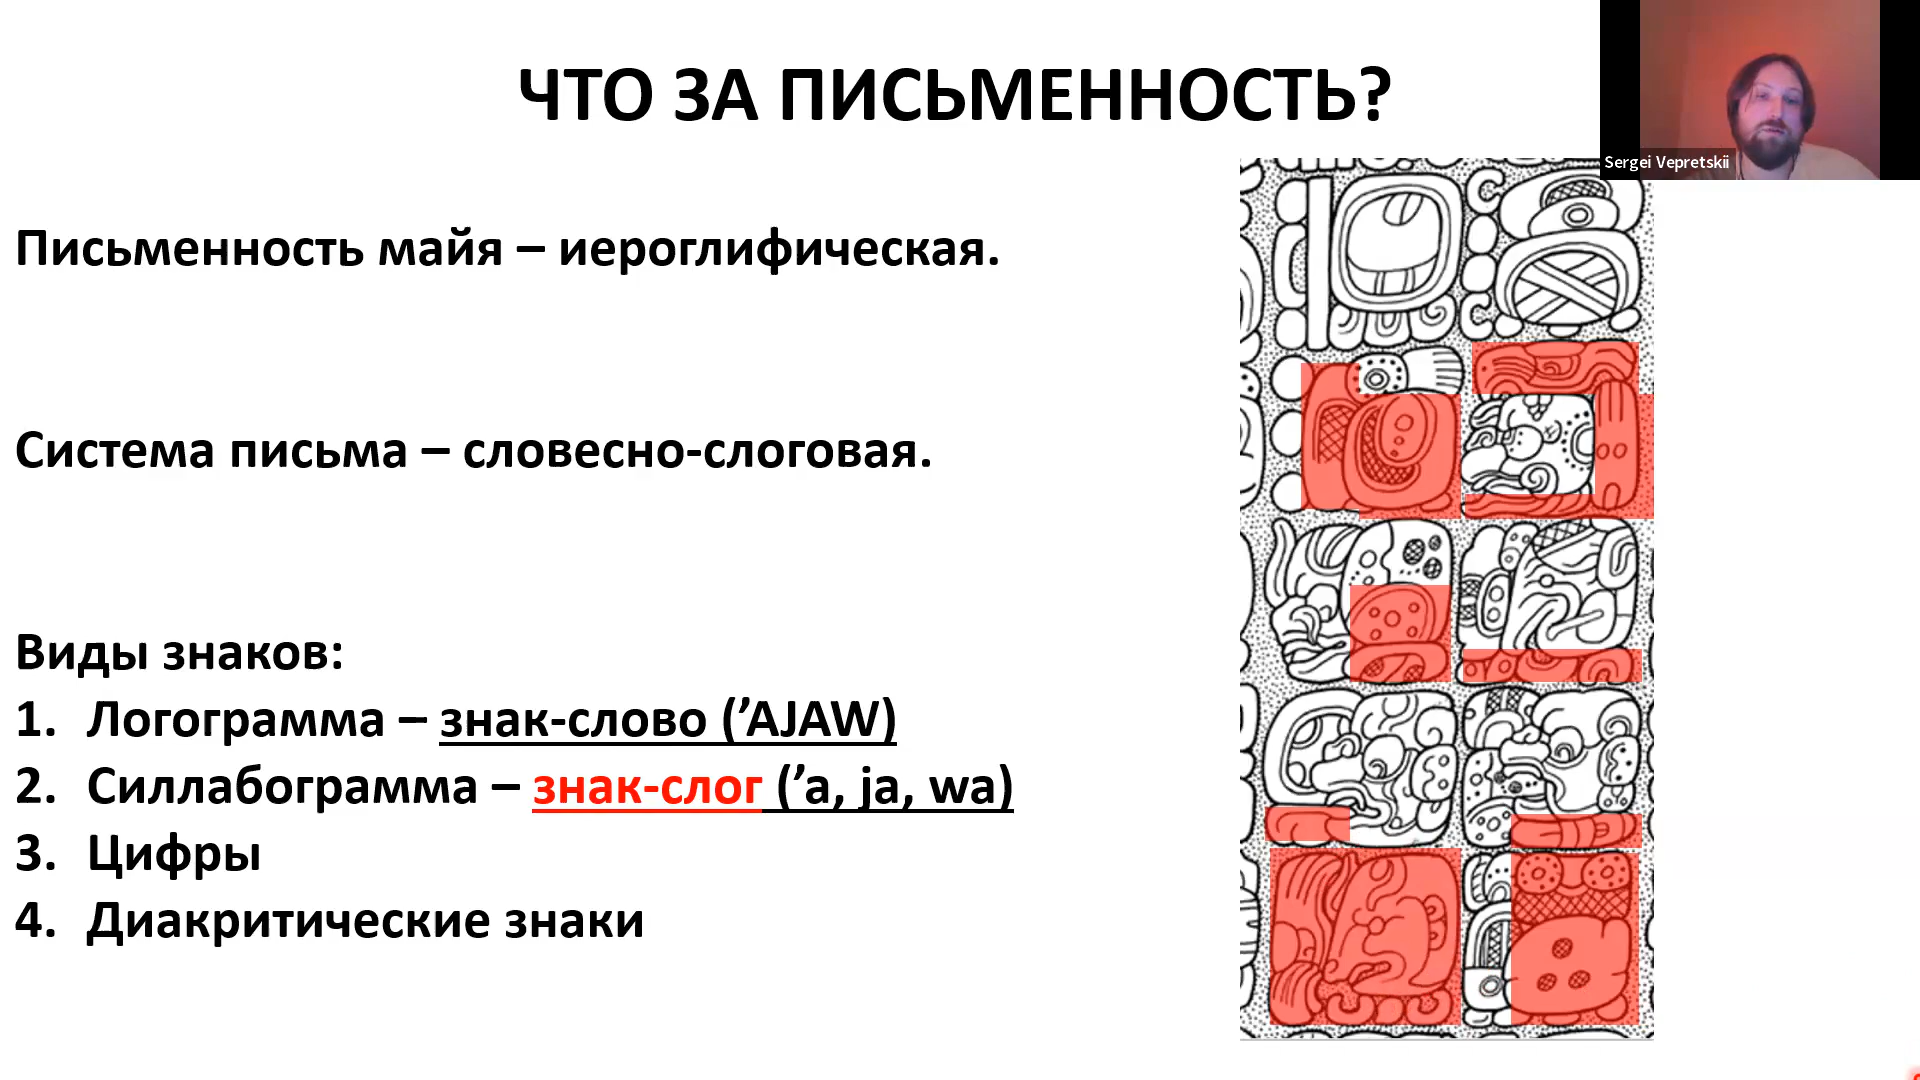 ЧТО ЗА ПИСЬМЕННОСТЬ?
Sergei Vepretskii
Письменность майя – иероглифическая.
Система письма – словесно-слоговая.
Виды знаков:
1. Логограмма – знак-слово (’AJAW)
2. Силлабограмма – знак-слог (’a, ja, wa)
3. Цифры
4. Диакритические знаки